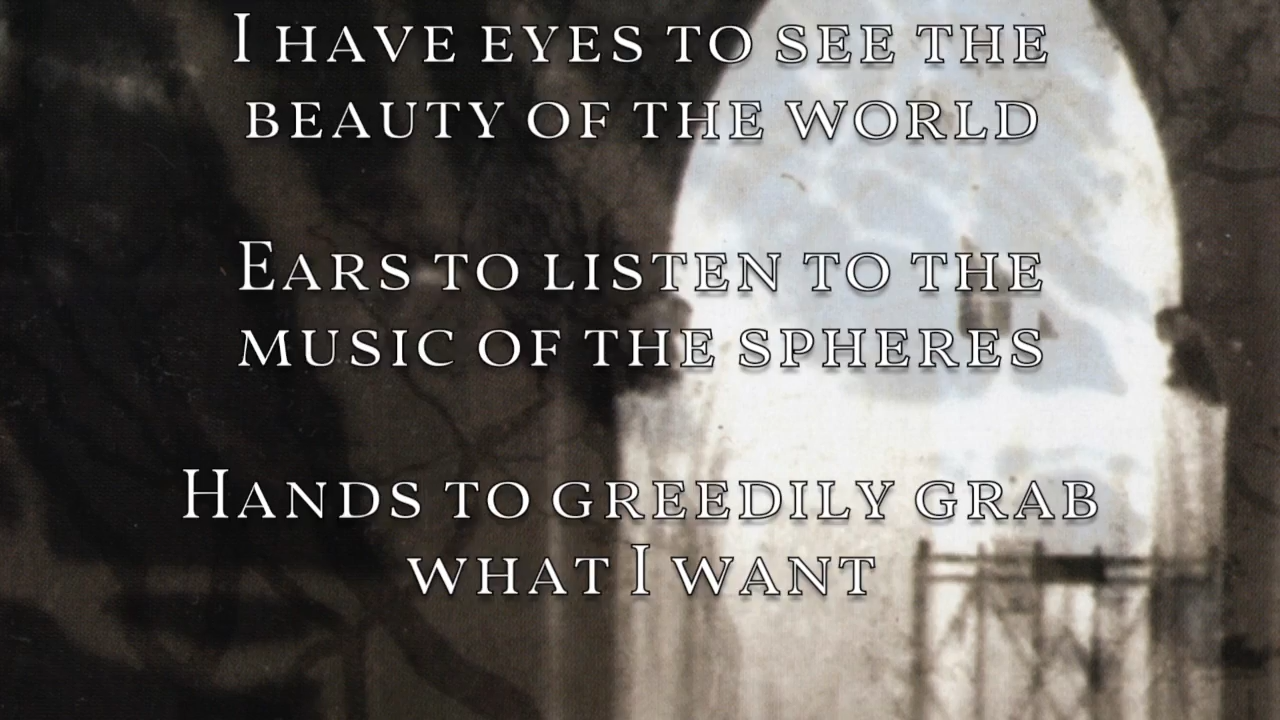 I have eyes to see the
beauty of the world
Ears to listen to the
music of the spheres
Hands to greedily grab
what I want